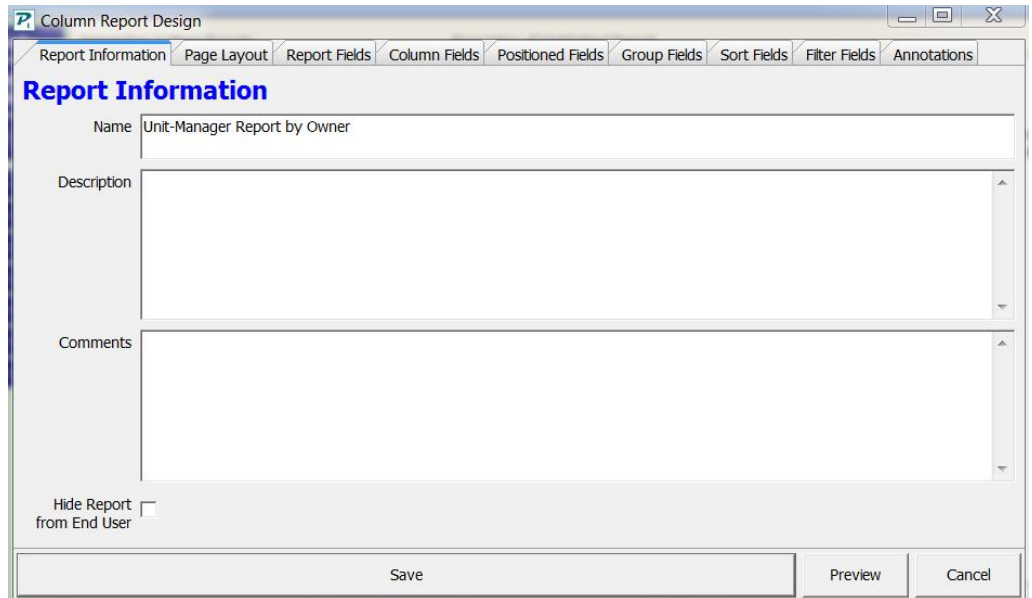 Column Report Design
Report Information Page Layout Report Fields Column Fields Positioned Fields Group Fields Sort Fields Filter Fields Annotations
Report Information
Name Unit-Manager Report by Owner
Description
Comments
Hide Report
from End User
Save Preview Cancel